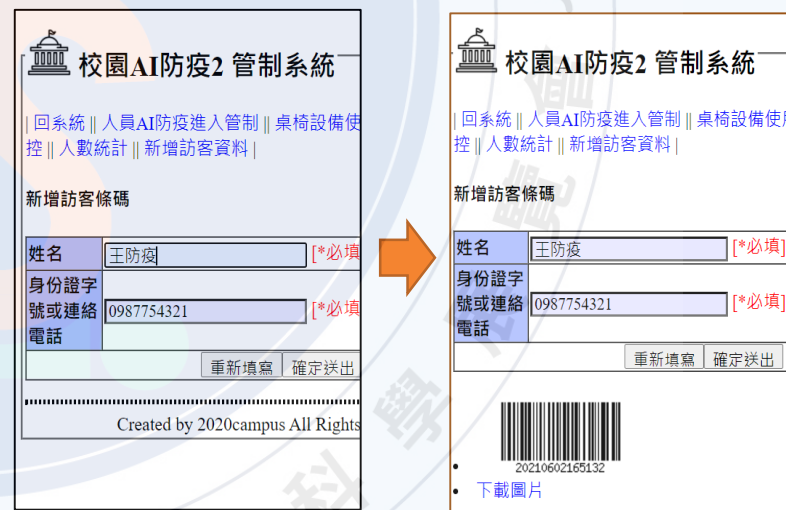 校園AI防疫2 管制系統
| 回系統 || 人員AI防疫進入管制 || 桌椅設備使
控 || 人數統計 || 新增訪客資料 |
新增訪客條碼
姓名 王防疫 [*必填
身份證字
號或連絡 0987754321 [*必填
電話
重新填寫 確定送出
Created by 2020campus All Rights
校園AI防疫2 管制系統
| 回系統 || 人員AI防疫進入管制 || 桌椅設備使用
控 || 人數統計 || 新增訪客資料 |
新增訪客條碼
姓名 王防疫 [*必填]
身份證字
號或連絡 0987754321 [*必填]
電話
重新填寫 確定送出
20210602165132
下載圖片
科 學 展 覽 會